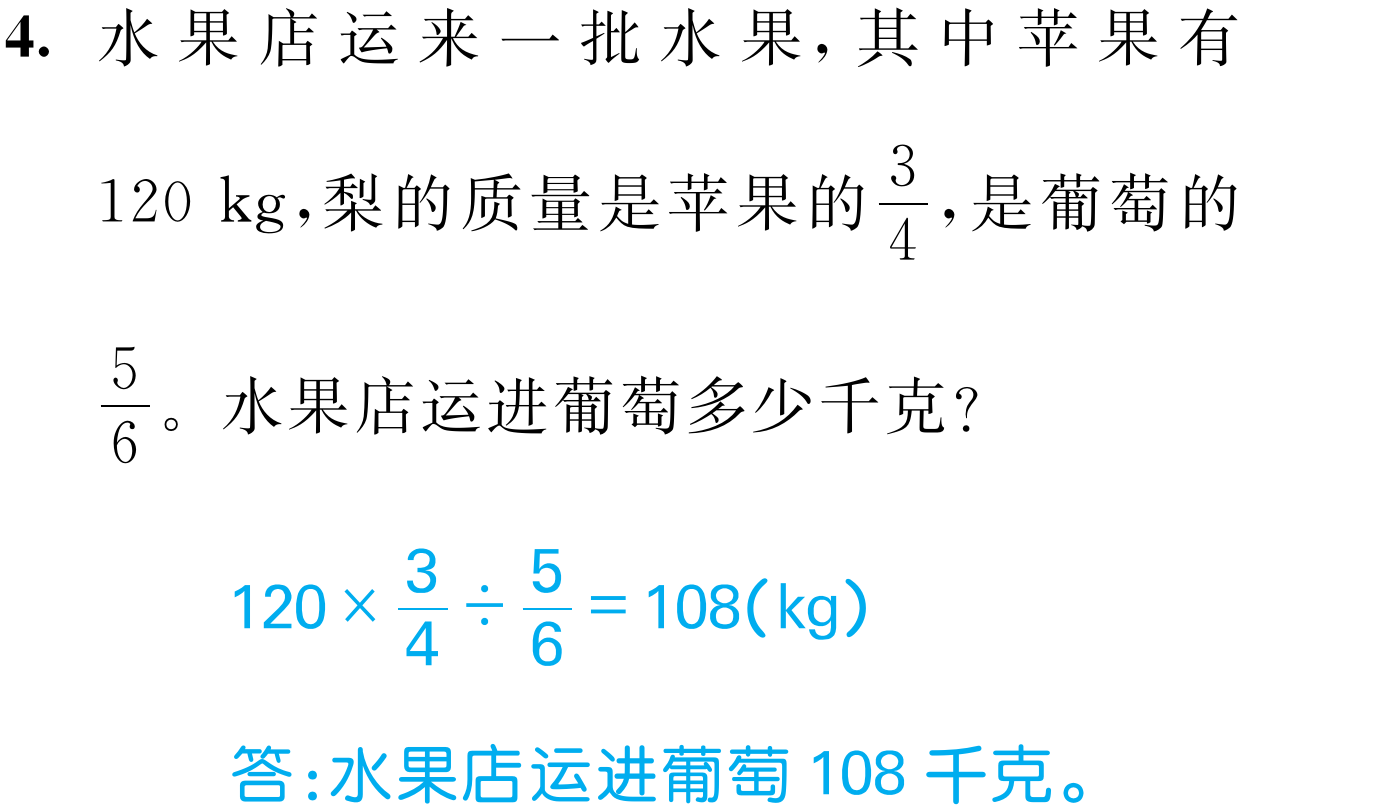 4. 水果店运来一批水果,其中苹果有
120 kg,梨的质量是苹果的3/4,是葡萄的
5/6。水果店运进葡萄多少千克?
120 × 3/4 ÷ 5/6 = 108(kg)
答:水果店运进葡萄 108 千克。